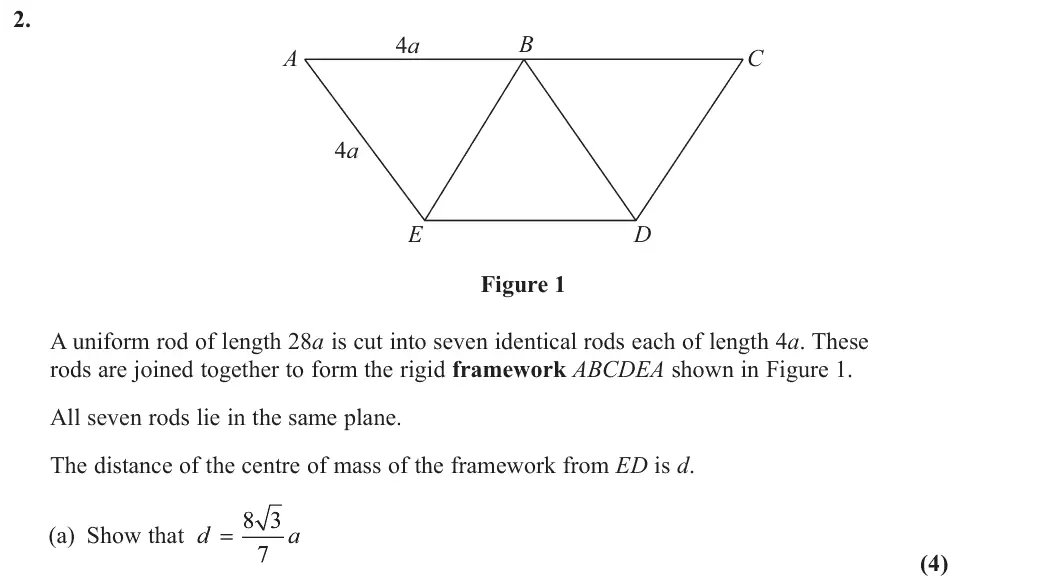 2.
A 4a B C
4a
E D
Figure 1
A uniform rod of length 28a is cut into seven identical rods each of length 4a. These
rods are joined together to form the rigid framework ABCDEA shown in Figure 1.
All seven rods lie in the same plane.
The distance of the centre of mass of the framework from ED is d.
(a) Show that d = \frac{8\sqrt{3}}{7} a
(4)